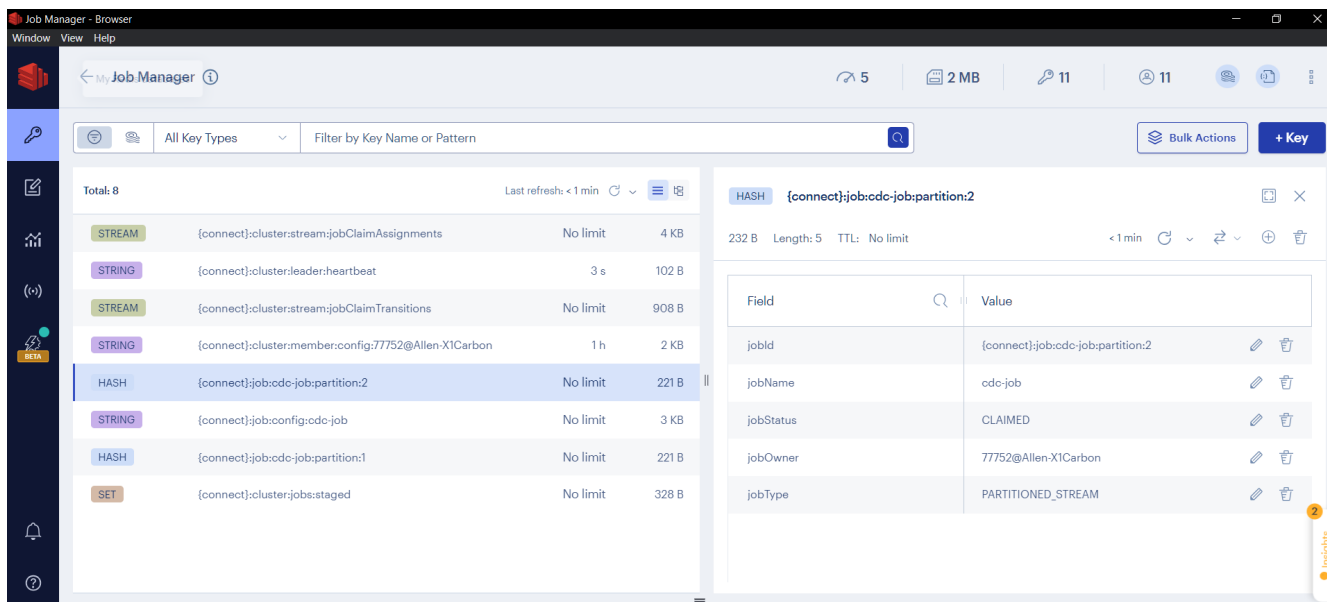 Job Manager - Browser
Window View Help
Job Manager
5 2 MB 11 11
All Key Types Filter by Key Name or Pattern Bulk Actions + Key
Total: 8 Last refresh: < 1 min
STREAM {connect}:cluster:stream:jobClaimAssignments No limit 4 KB
STRING {connect}:cluster:leader:heartbeat 3 s 102 B
STREAM {connect}:cluster:stream:jobClaimTransitions No limit 908 B
STRING {connect}:cluster:member:config:77752@Allen-X1Carbon 1 h 2 KB
HASH {connect}:job:cdc-job:partition:2 No limit 221 B
STRING {connect}:job:config:cdc-job No limit 3 KB
HASH {connect}:job:cdc-job:partition:1 No limit 221 B
SET {connect}:cluster:jobs:staged No limit 328 B
HASH {connect}:job:cdc-job:partition:2
232 B Length: 5 TTL: No limit < 1 min
Field Value
jobId {connect}:job:cdc-job:partition:2
jobName cdc-job
jobStatus CLAIMED
jobOwner 77752@Allen-X1Carbon
jobType PARTITIONED_STREAM
BETA
2
Insights